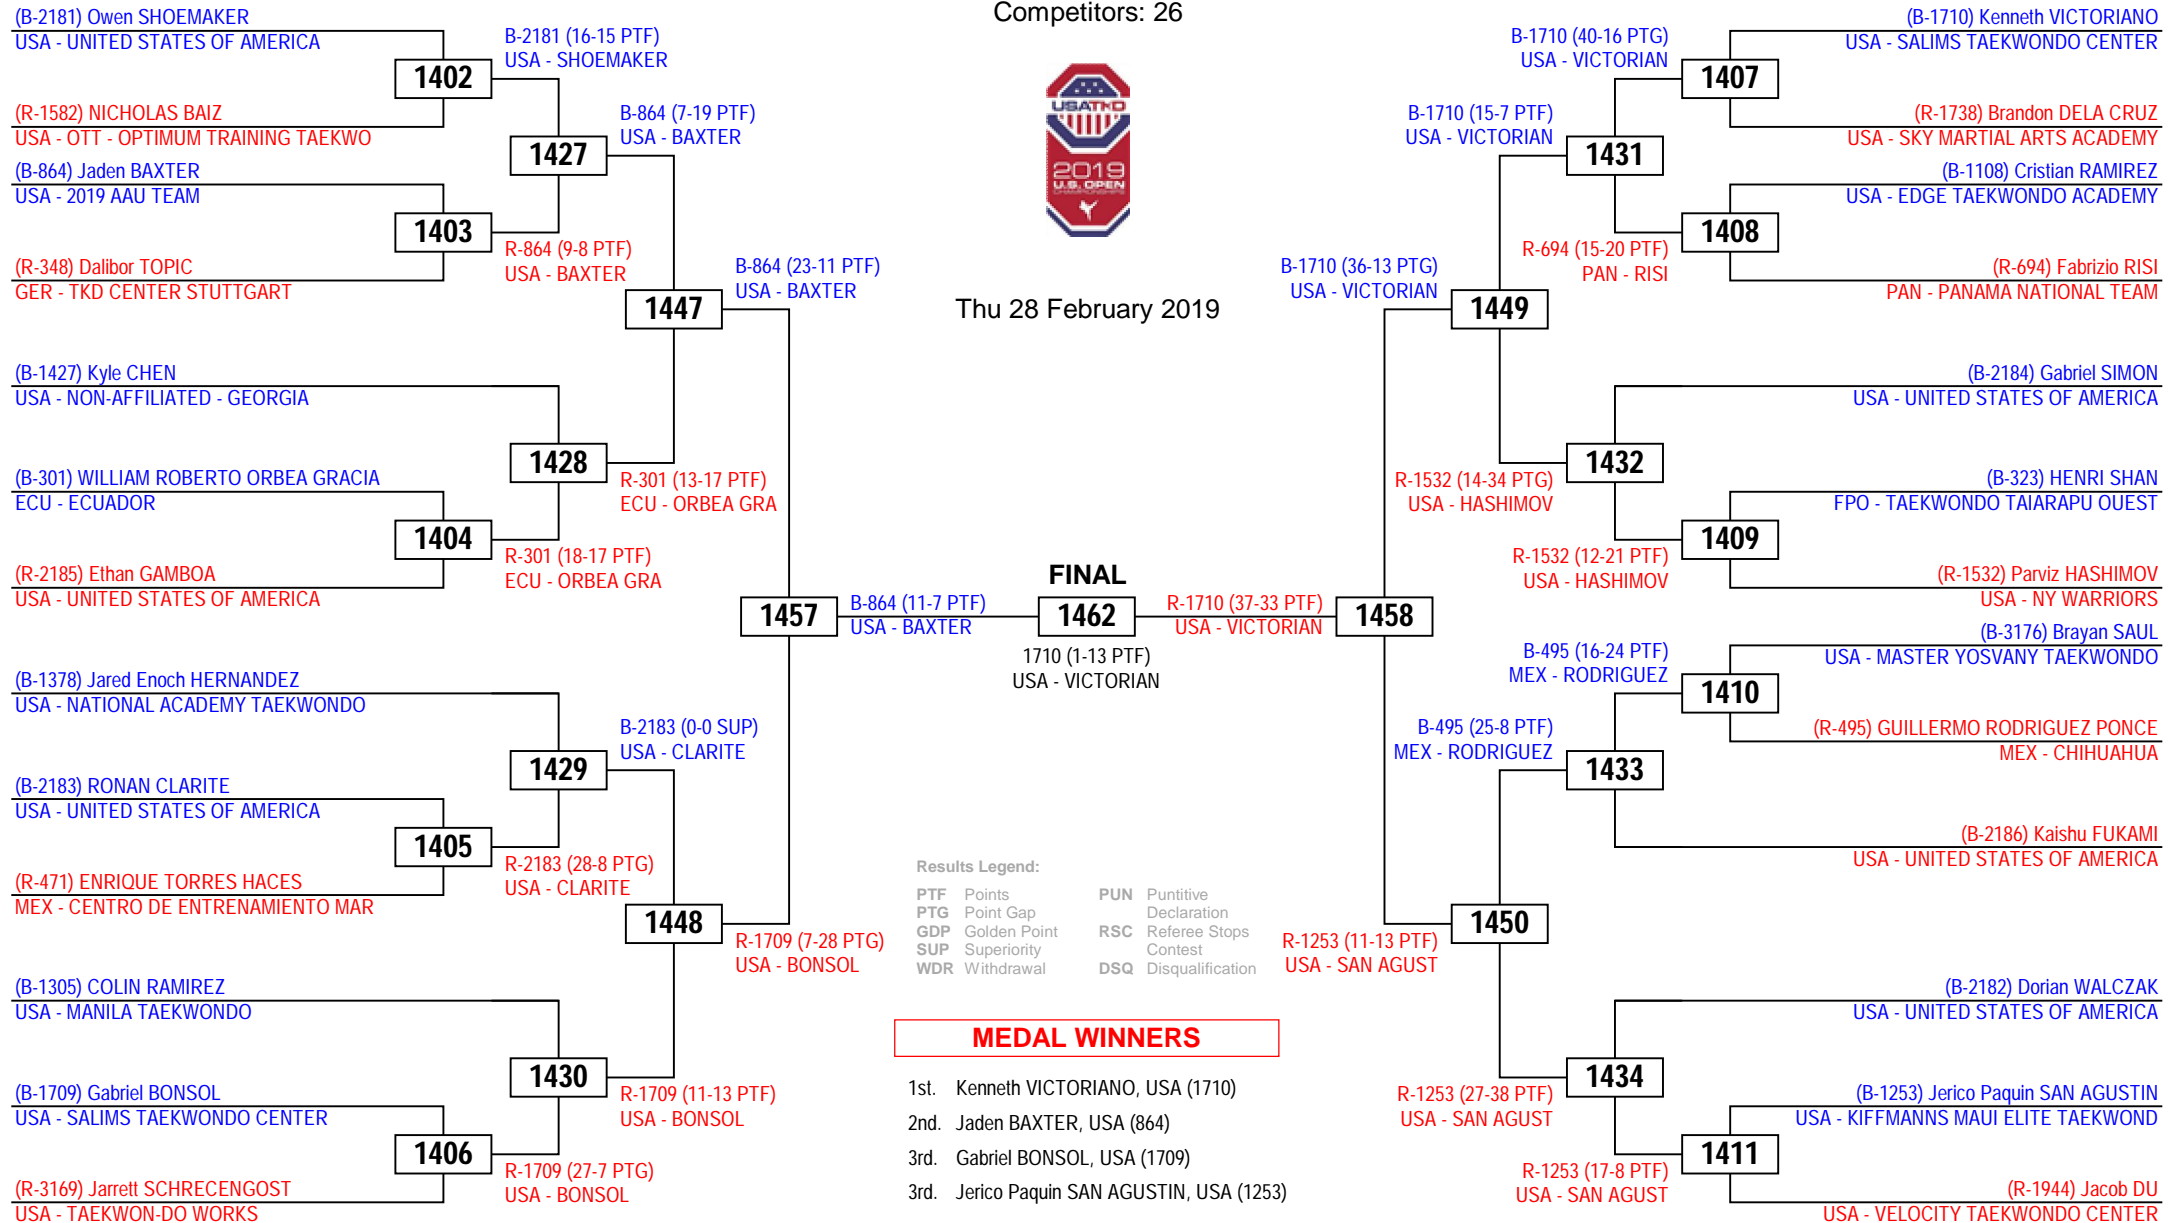 Competitors: 26
USATKD
2019
U.S. OPEN
CHAMPIONSHIPS
Thu 28 February 2019
(B-2181) Owen SHOEMAKER
USA - UNITED STATES OF AMERICA
1402
(R-1582) NICHOLAS BAIZ
USA - OTT - OPTIMUM TRAINING TAEKWO
(B-864) Jaden BAXTER
USA - 2019 AAU TEAM
1403
(R-348) Dalibor TOPIC
GER - TKD CENTER STUTTGART
(B-1427) Kyle CHEN
USA - NON-AFFILIATED - GEORGIA
(B-301) WILLIAM ROBERTO ORBEA GRACIA
ECU - ECUADOR
1404
(R-2185) Ethan GAMBOA
USA - UNITED STATES OF AMERICA
(B-1378) Jared Enoch HERNANDEZ
USA - NATIONAL ACADEMY TAEKWONDO
(B-2183) RONAN CLARITE
USA - UNITED STATES OF AMERICA
1405
(R-471) ENRIQUE TORRES HACES
MEX - CENTRO DE ENTRENAMIENTO MAR
(B-1305) COLIN RAMIREZ
USA - MANILA TAEKWONDO
(B-1709) Gabriel BONSOL
USA - SALIMS TAEKWONDO CENTER
1406
(R-3169) Jarrett SCHRECENGOST
USA - TAEKWON-DO WORKS
B-2181 (16-15 PTF)
USA - SHOEMAKER
1427
R-864 (9-8 PTF)
USA - BAXTER
1428
R-301 (18-17 PTF)
ECU - ORBEA GRA
1429
R-2183 (28-8 PTG)
USA - CLARITE
1430
R-1709 (27-7 PTG)
USA - BONSOL
B-864 (7-19 PTF)
USA - BAXTER
1447
R-301 (13-17 PTF)
ECU - ORBEA GRA
B-2183 (0-0 SUP)
USA - CLARITE
1448
R-1709 (11-13 PTF)
USA - BONSOL
B-864 (23-11 PTF)
USA - BAXTER
1457
R-1709 (7-28 PTG)
USA - BONSOL
B-864 (11-7 PTF)
USA - BAXTER
FINAL
1462
1710 (1-13 PTF)
USA - VICTORIAN
R-1710 (37-33 PTF)
USA - VICTORIAN
1458
B-1710 (36-13 PTG)
USA - VICTORIAN
R-1253 (11-13 PTF)
USA - SAN AGUST
B-1710 (15-7 PTF)
USA - VICTORIAN
1449
R-1532 (14-34 PTG)
USA - HASHIMOV
B-495 (25-8 PTF)
MEX - RODRIGUEZ
1450
R-1253 (27-38 PTF)
USA - SAN AGUST
B-1710 (40-16 PTG)
USA - VICTORIAN
1431
R-694 (15-20 PTF)
PAN - RISI
1432
R-1532 (12-21 PTF)
USA - HASHIMOV
B-495 (16-24 PTF)
MEX - RODRIGUEZ
1433
1434
R-1253 (17-8 PTF)
USA - SAN AGUST
(B-1710) Kenneth VICTORIANO
USA - SALIMS TAEKWONDO CENTER
1407
(R-1738) Brandon DELA CRUZ
USA - SKY MARTIAL ARTS ACADEMY
(B-1108) Cristian RAMIREZ
USA - EDGE TAEKWONDO ACADEMY
1408
(R-694) Fabrizio RISI
PAN - PANAMA NATIONAL TEAM
(B-2184) Gabriel SIMON
USA - UNITED STATES OF AMERICA
(B-323) HENRI SHAN
FPO - TAEKWONDO TAIARAPU OUEST
1409
(R-1532) Parviz HASHIMOV
USA - NY WARRIORS
(B-3176) Brayan SAUL
USA - MASTER YOSVANY TAEKWONDO
1410
(R-495) GUILLERMO RODRIGUEZ PONCE
MEX - CHIHUAHUA
(B-2186) Kaishu FUKAMI
USA - UNITED STATES OF AMERICA
(B-2182) Dorian WALCZAK
USA - UNITED STATES OF AMERICA
(B-1253) Jerico Paquin SAN AGUSTIN
USA - KIFFMANNS MAUI ELITE TAEKWOND
1411
(R-1944) Jacob DU
USA - VELOCITY TAEKWONDO CENTER
Results Legend:
PTF Points
PTG Point Gap
GDP Golden Point
SUP Superiority
WDR Withdrawal
PUN Puntitive
Declaration
RSC Referee Stops
Contest
DSQ Disqualification
MEDAL WINNERS
1st. Kenneth VICTORIANO, USA (1710)
2nd. Jaden BAXTER, USA (864)
3rd. Gabriel BONSOL, USA (1709)
3rd. Jerico Paquin SAN AGUSTIN, USA (1253)